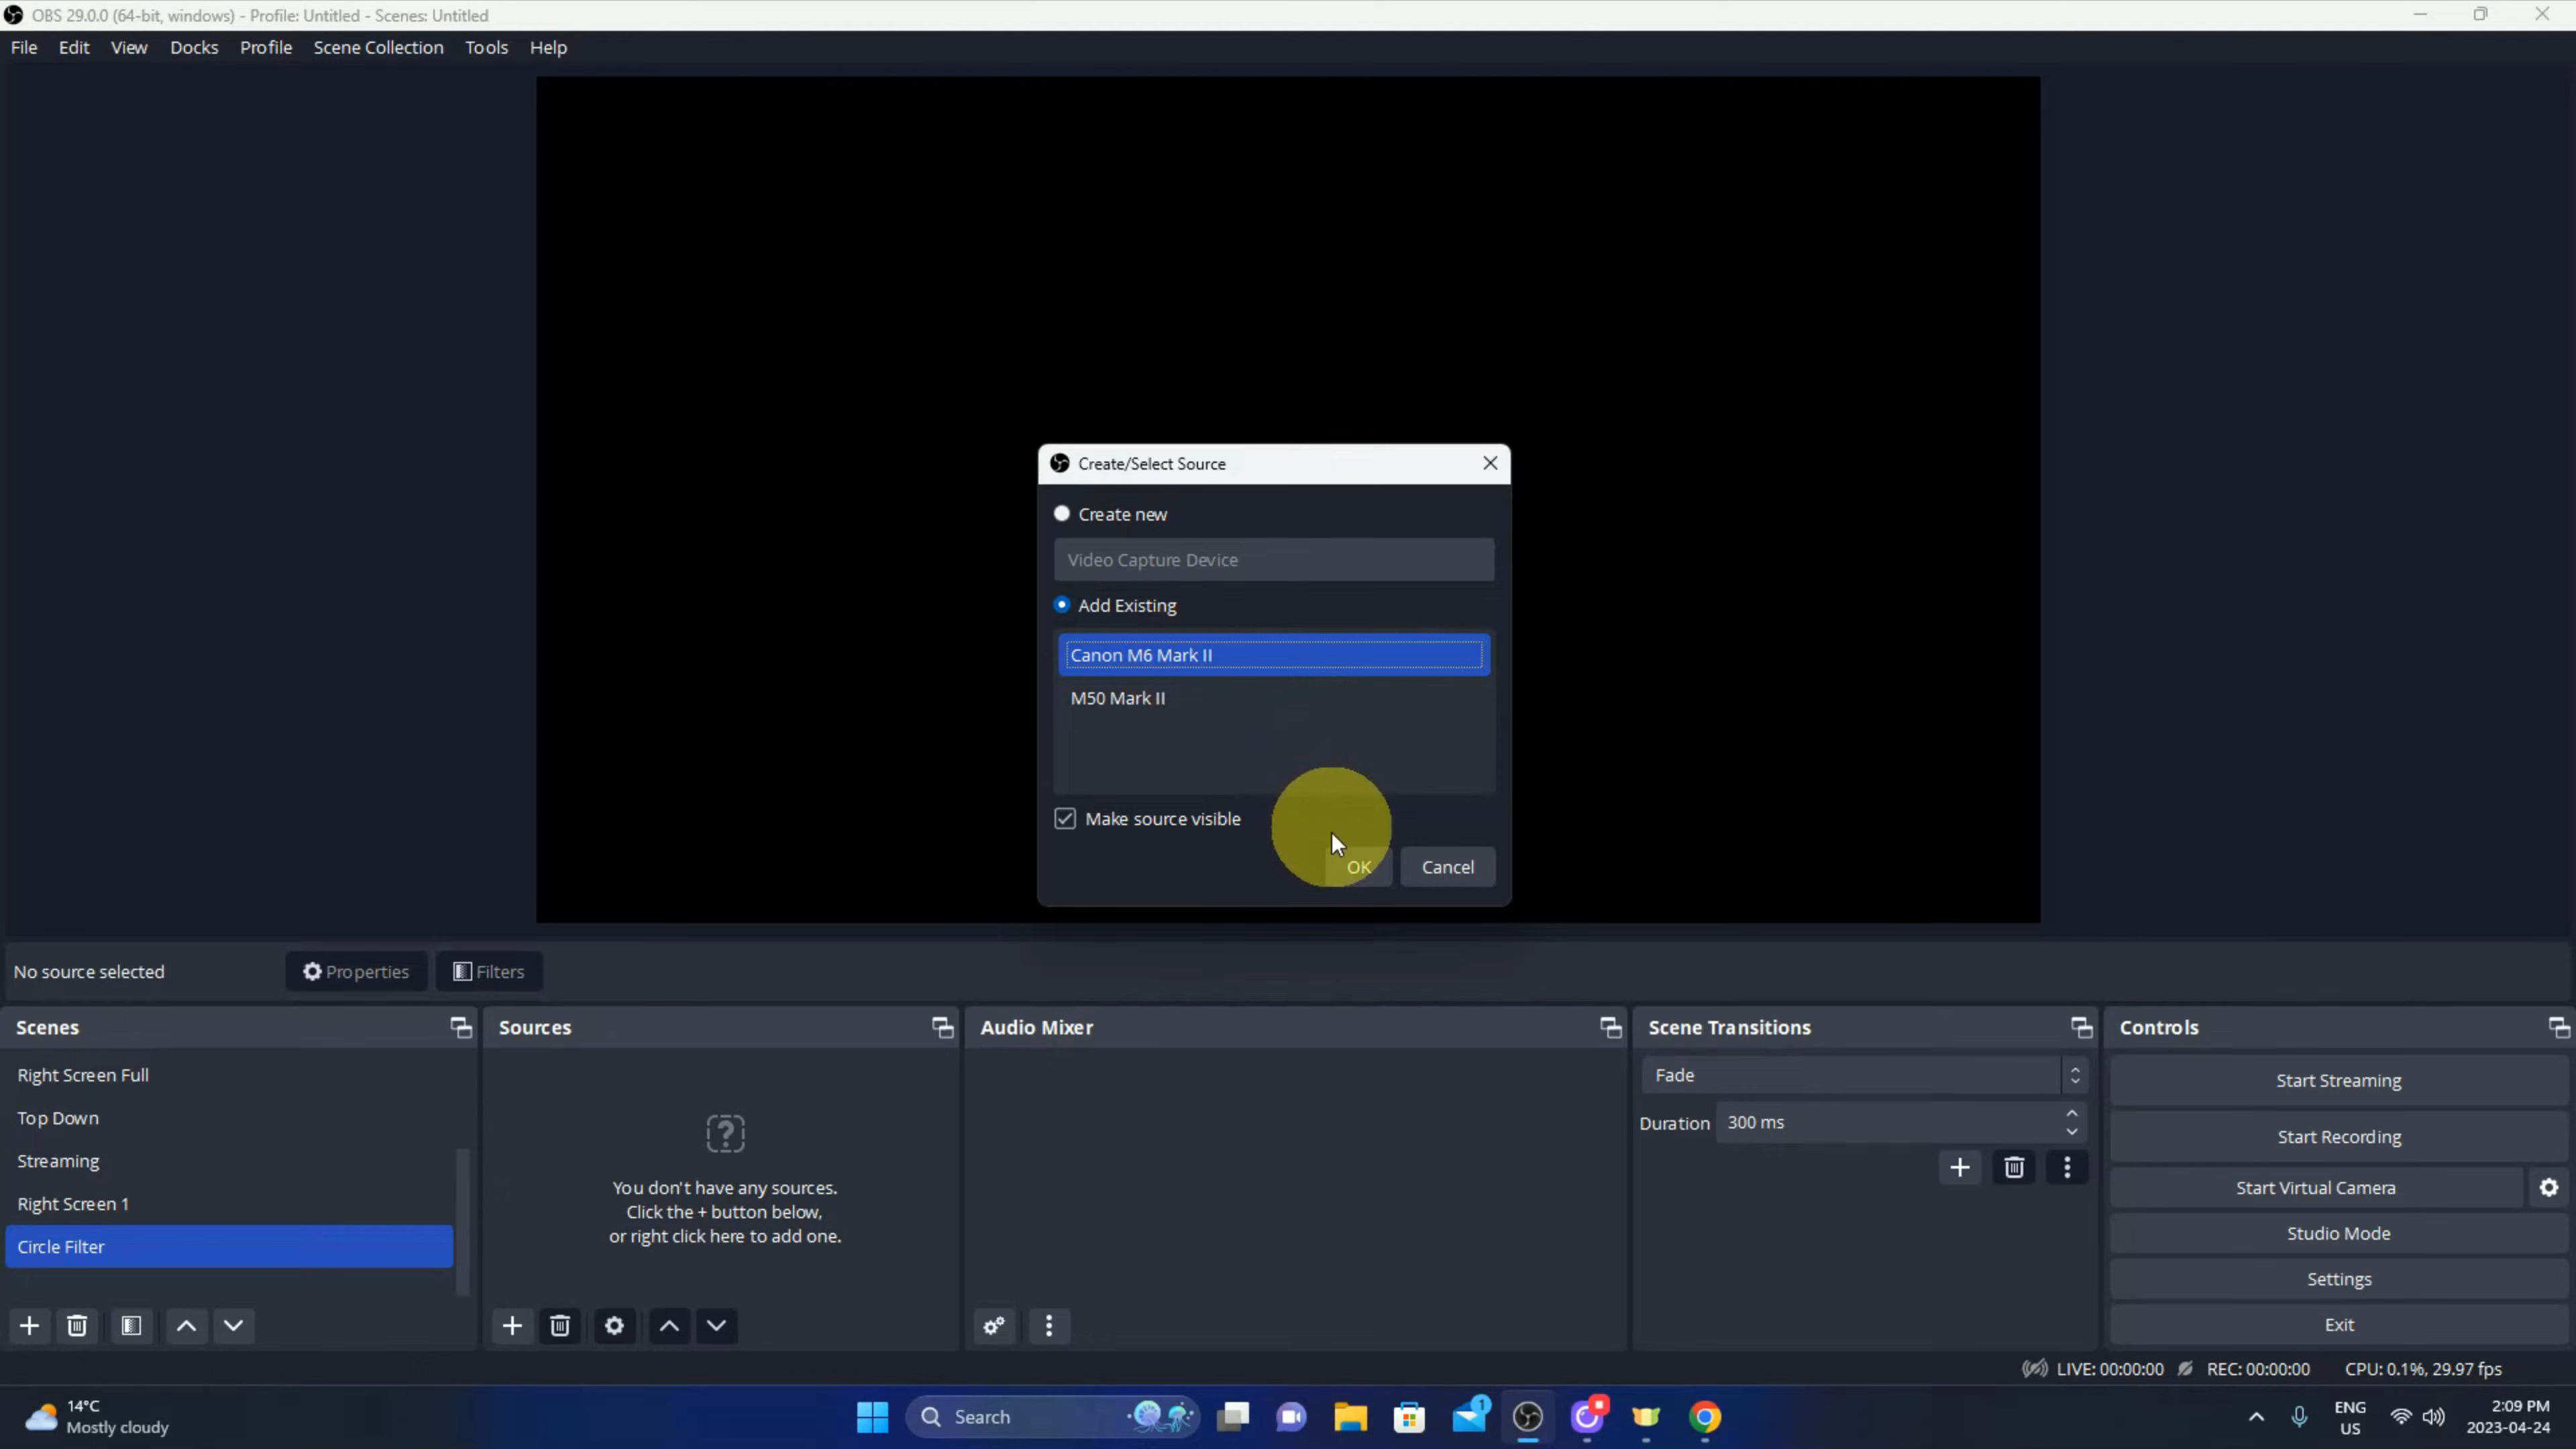 OBS 29.0.0 (64-bit, windows) - Profile: Untitled - Scenes: Untitled
File Edit View Docks Profile Scene Collection Tools Help
Create/Select Source
Create new
Video Capture Device
Add Existing
Canon M6 Mark II
M50 Mark II
Make source visible
OK Cancel
No source selected Properties Filters
Scenes
Right Screen Full
Top Down
Streaming
Right Screen 1
Circle Filter
Sources
You don't have any sources.
Click the + button below,
or right click here to add one.
Audio Mixer
Scene Transitions
Fade
Duration 300 ms
Controls
Start Streaming
Start Recording
Start Virtual Camera
Studio Mode
Settings
Exit
LIVE: 00:00:00 REC: 00:00:00 CPU: 0.1%, 29.97 fps
14°C
Mostly cloudy
Search
1
ENG
US
2:09 PM
2023-04-24